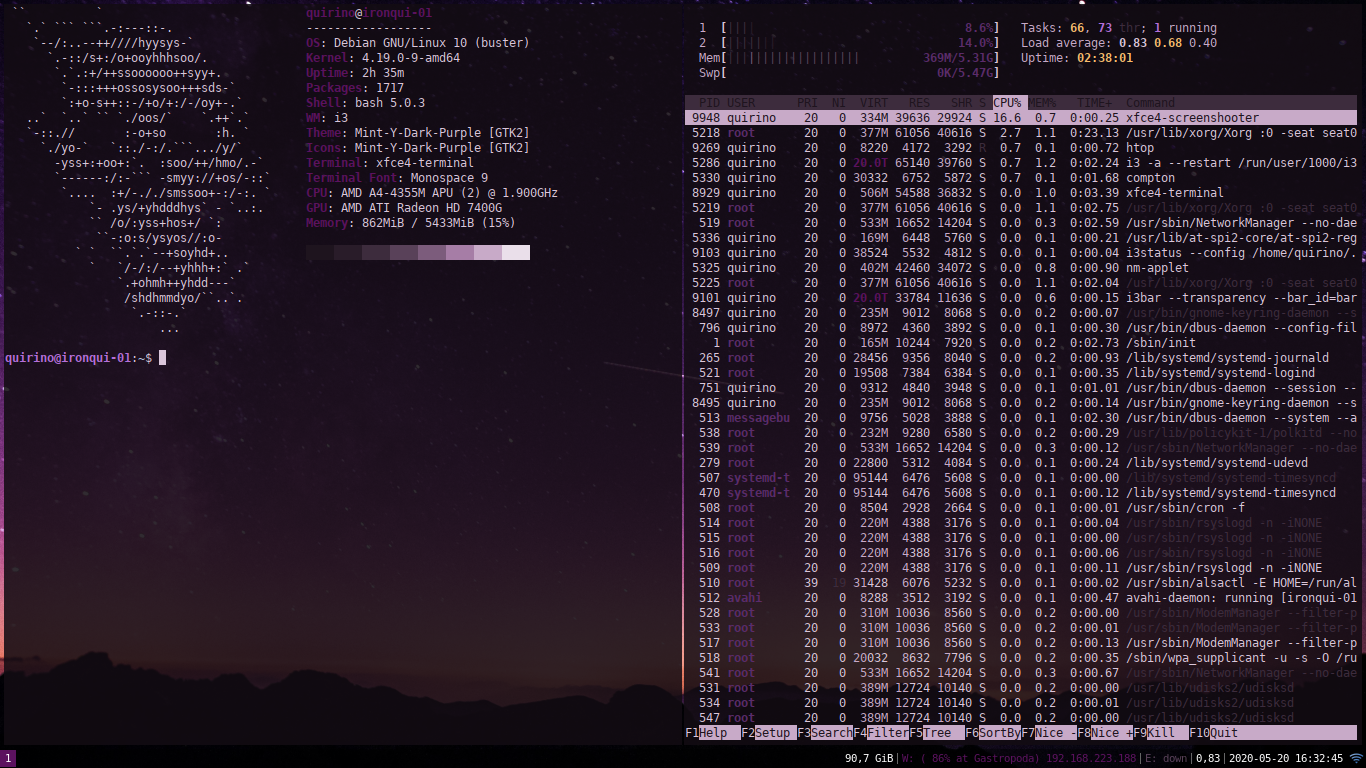 quirino@ironqui-01
------------------
OS: Debian GNU/Linux 10 (buster)
Kernel: 4.19.0-9-amd64
Uptime: 2h 35m
Packages: 1717
Shell: bash 5.0.3
WM: i3
Theme: Mint-Y-Dark-Purple [GTK2]
Icons: Mint-Y-Dark-Purple [GTK2]
Terminal: xfce4-terminal
Terminal Font: Monospace 9
CPU: AMD A4-4355M APU (2) @ 1.900GHz
GPU: AMD ATI Radeon HD 7400G
Memory: 862MiB / 5433MiB (15%)
quirino@ironqui-01:~$
1 [|||| 8.6%] Tasks: 66, 73 thr; 1 running
2 [||||||| 14.0%] Load average: 0.83 0.68 0.40
Mem[||||||||||||||||||| 369M/5.31G] Uptime: 02:38:01
Swp[ 0K/5.47G]
PID USER PRI NI VIRT RES SHR S CPU% MEM% TIME+ Command
9948 quirino 20 0 334M 39636 29924 S 16.6 0.7 0:00.25 xfce4-screenshooter
5218 root 20 0 377M 61056 40616 S 2.7 1.1 0:23.13 /usr/lib/xorg/Xorg :0 -seat seat0
9269 quirino 20 0 8220 4172 3292 R 0.7 0.1 0:00.72 htop
5286 quirino 20 0 20.0T 65140 39760 S 0.7 1.2 0:02.24 i3 -a --restart /run/user/1000/i3
5330 quirino 20 0 30332 6752 5872 S 0.7 0.1 0:01.68 compton
8929 quirino 20 0 506M 54588 36832 S 0.0 1.0 0:03.39 xfce4-terminal
5219 root 20 0 377M 61056 40616 S 0.0 1.1 0:02.75 /usr/lib/xorg/Xorg :0 -seat seat0
519 root 20 0 533M 16652 14204 S 0.0 0.3 0:02.59 /usr/sbin/NetworkManager --no-dae
5336 quirino 20 0 169M 6448 5760 S 0.0 0.1 0:00.21 /usr/lib/at-spi2-core/at-spi2-reg
9103 quirino 20 0 38524 5532 4812 S 0.0 0.1 0:00.04 i3status --config /home/quirino/.
5325 quirino 20 0 402M 42460 34072 S 0.0 0.8 0:00.90 nm-applet
5225 root 20 0 377M 61056 40616 S 0.0 1.1 0:02.04 /usr/lib/xorg/Xorg :0 -seat seat0
9101 quirino 20 0 20.0T 33784 11636 S 0.0 0.6 0:00.15 i3bar --transparency --bar_id=bar
8497 quirino 20 0 235M 9012 8068 S 0.0 0.2 0:00.07 /usr/bin/gnome-keyring-daemon --s
796 quirino 20 0 8972 4360 3892 S 0.0 0.1 0:00.30 /usr/bin/dbus-daemon --config-fil
1 root 20 0 165M 10244 7920 S 0.0 0.2 0:02.73 /sbin/init
265 root 20 0 28456 9356 8040 S 0.0 0.2 0:00.93 /lib/systemd/systemd-journald
521 root 20 0 19508 7384 6384 S 0.0 0.1 0:00.35 /lib/systemd/systemd-logind
751 quirino 20 0 9312 4840 3948 S 0.0 0.1 0:01.01 /usr/bin/dbus-daemon --session --
8495 quirino 20 0 235M 9012 8068 S 0.0 0.2 0:00.14 /usr/bin/gnome-keyring-daemon --s
513 messagebu 20 0 9756 5028 3888 S 0.0 0.1 0:02.30 /usr/bin/dbus-daemon --system --a
538 root 20 0 232M 9280 6580 S 0.0 0.2 0:00.29 /usr/lib/policykit-1/polkitd --no
539 root 20 0 533M 16652 14204 S 0.0 0.3 0:00.12 /usr/sbin/NetworkManager --no-dae
279 root 20 0 22800 5312 4084 S 0.0 0.1 0:00.24 /lib/systemd/systemd-udevd
507 systemd-t 20 0 95144 6476 5608 S 0.0 0.1 0:00.00 /lib/systemd/systemd-timesyncd
470 systemd-t 20 0 95144 6476 5608 S 0.0 0.1 0:00.12 /lib/systemd/systemd-timesyncd
508 root 20 0 8504 2928 2664 S 0.0 0.1 0:00.01 /usr/sbin/cron -f
514 root 20 0 220M 4388 3176 S 0.0 0.1 0:00.04 /usr/sbin/rsyslogd -n -iNONE
515 root 20 0 220M 4388 3176 S 0.0 0.1 0:00.00 /usr/sbin/rsyslogd -n -iNONE
516 root 20 0 220M 4388 3176 S 0.0 0.1 0:00.06 /usr/sbin/rsyslogd -n -iNONE
509 root 20 0 220M 4388 3176 S 0.0 0.1 0:00.11 /usr/sbin/rsyslogd -n -iNONE
510 root 39 19 31428 6076 5232 S 0.0 0.1 0:00.02 /usr/sbin/alsactl -E HOME=/run/al
512 avahi 20 0 8288 3512 3192 S 0.0 0.1 0:00.47 avahi-daemon: running [ironqui-01
528 root 20 0 310M 10036 8560 S 0.0 0.2 0:00.00 /usr/sbin/ModemManager --filter-p
533 root 20 0 310M 10036 8560 S 0.0 0.2 0:00.01 /usr/sbin/ModemManager --filter-p
517 root 20 0 310M 10036 8560 S 0.0 0.2 0:00.13 /usr/sbin/ModemManager --filter-p
518 root 20 0 20032 8632 7796 S 0.0 0.2 0:00.35 /sbin/wpa_supplicant -u -s -O /ru
541 root 20 0 533M 16652 14204 S 0.0 0.3 0:00.67 /usr/sbin/NetworkManager --no-dae
531 root 20 0 389M 12724 10140 S 0.0 0.2 0:00.00 /usr/lib/udisks2/udisksd
534 root 20 0 389M 12724 10140 S 0.0 0.2 0:00.01 /usr/lib/udisks2/udisksd
547 root 20 0 389M 12724 10140 S 0.0 0.2 0:00.00 /usr/lib/udisks2/udisksd
F1Help F2Setup F3SearchF4FilterF5Tree F6SortByF7Nice -F8Nice +F9Kill F10Quit
1 90,7 GiB|W: ( 86% at Gastropoda) 192.168.223.188|E: down|0,83|2020-05-20 16:32:45